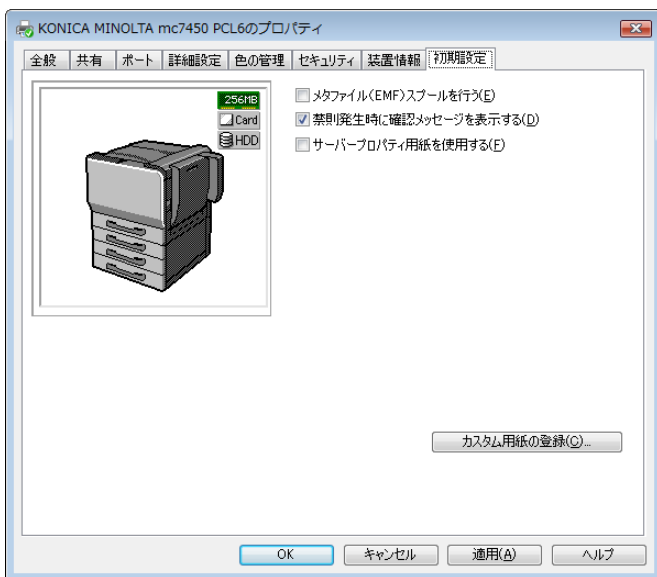 KONICA MINOLTA mc7450 PCL6のプロパティ
全般 共有 ポート 詳細設定 色の管理 セキュリティ 装置情報 初期設定
256MB
Card
HDD
メタファイル(EMF)スプールを行う(E)
禁則発生時に確認メッセージを表示する(D)
サーバープロパティ用紙を使用する(F)
カスタム用紙の登録(C)...
OK キャンセル 適用(A) ヘルプ